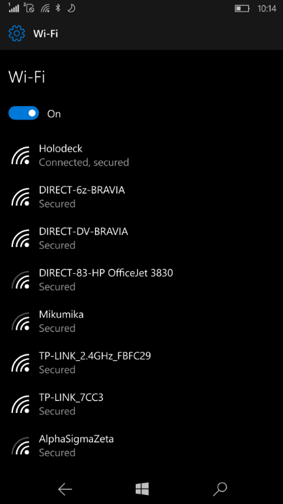 10:14
Wi-Fi
Wi-Fi
On
Holodeck
Connected, secured
DIRECT-6z-BRAVIA
Secured
DIRECT-DV-BRAVIA
Secured
DIRECT-83-HP OfficeJet 3830
Secured
Mikumika
Secured
TP-LINK_2.4GHz_FBFC29
Secured
TP-LINK_7CC3
Secured
AlphaSigmaZeta
Secured